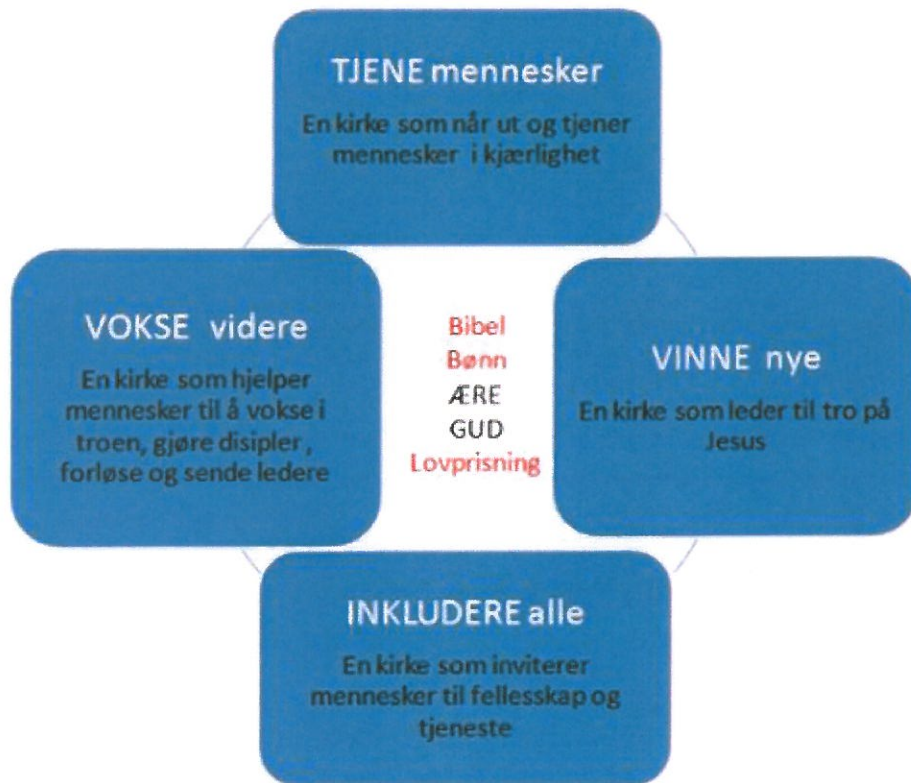 TJENE mennesker
En kirke som når ut og tjener
mennesker i kjærlighet
VOKSE videre
En kirke som hjelper
mennesker til å vokse i
troen, gjøre disipler ,
forløse og sende ledere
Bibel
Bønn
ÆRE
GUD
Lovprisning
VINNE nye
En kirke som leder til tro på
Jesus
INKLUDERE alle
En kirke som inviterer
mennesker til fellesskap og
tjeneste